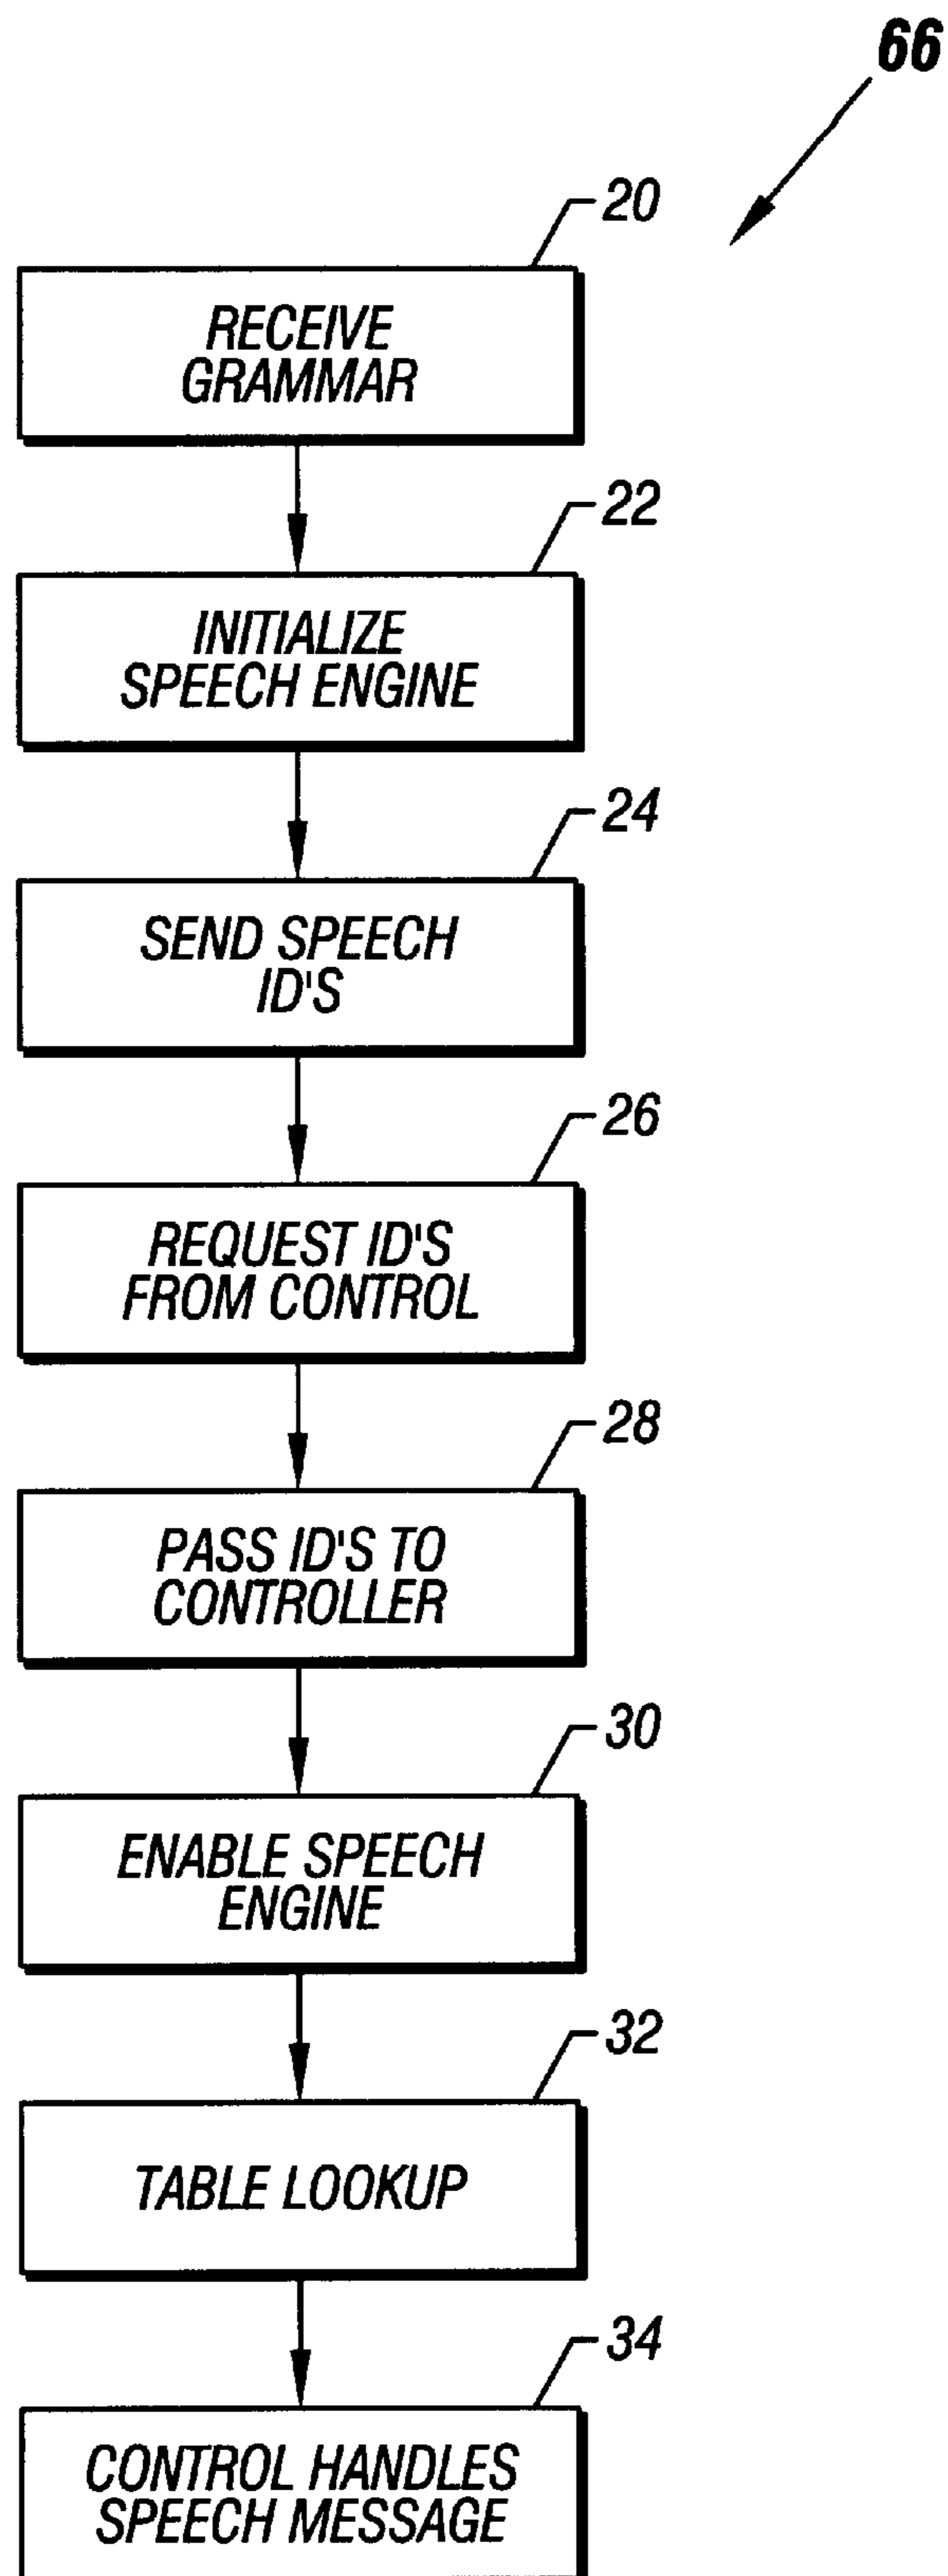 66
20
RECEIVE
GRAMMAR
22
INITIALIZE
SPEECH ENGINE
24
SEND SPEECH
ID'S
26
REQUEST ID'S
FROM CONTROL
28
PASS ID'S TO
CONTROLLER
30
ENABLE SPEECH
ENGINE
32
TABLE LOOKUP
34
CONTROL HANDLES
SPEECH MESSAGE